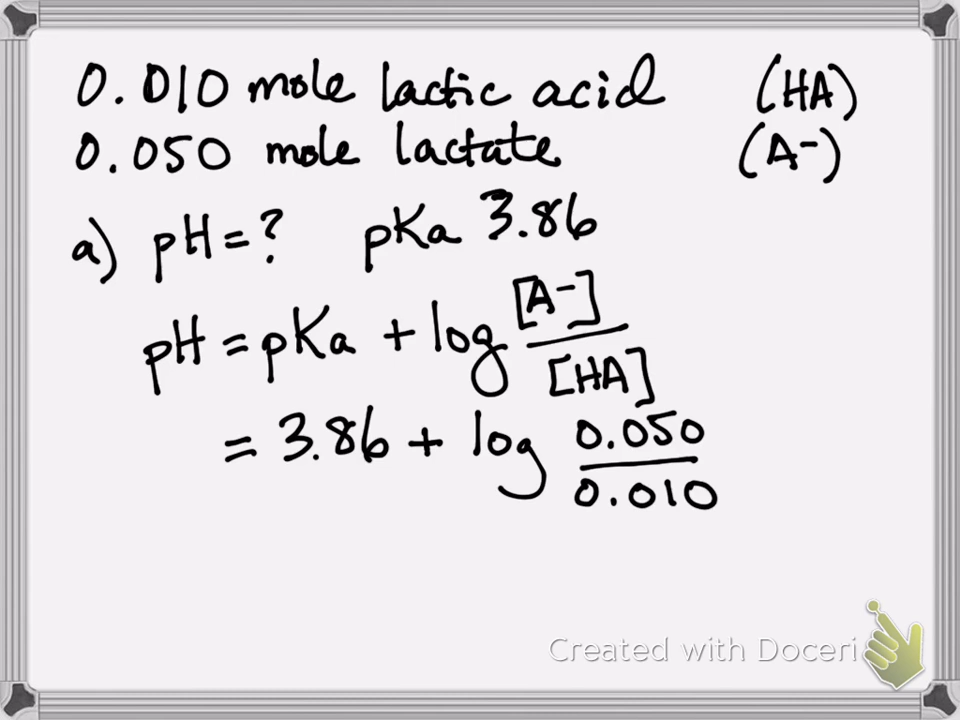 0.010 mole lactic acid (HA)
0.050 mole lactate (A-)
a) pH = ? pKa 3.86
pH = pKa + log [A-]/[HA]
= 3.86 + log 0.050/0.010
Created with Doceri